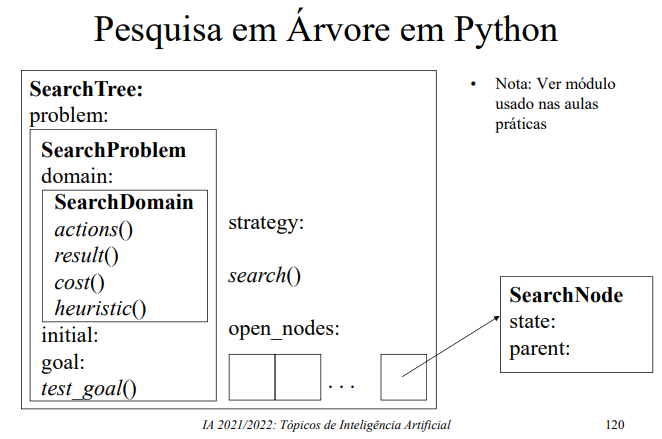 Pesquisa em Árvore em Python
SearchTree:
problem:
SearchProblem
domain:
SearchDomain
actions()
result()
cost()
heuristic()
initial:
goal:
test_goal()
strategy:
search()
open_nodes:
. . .
• Nota: Ver módulo
usado nas aulas
práticas
SearchNode
state:
parent:
IA 2021/2022: Tópicos de Inteligência Artificial
120